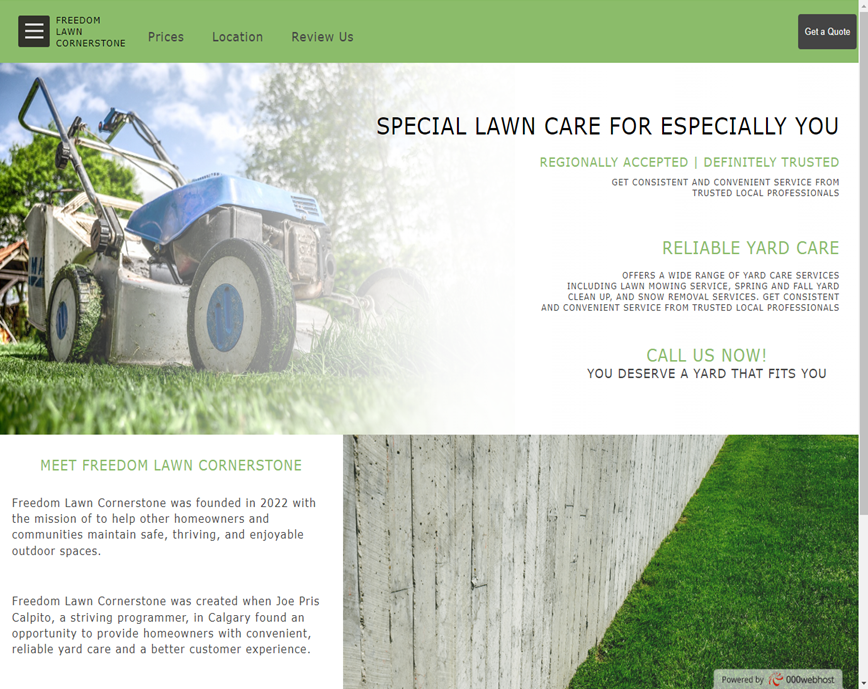 FREEDOM
LAWN
CORNERSTONE
Prices
Location
Review Us
Get a Quote
SPECIAL LAWN CARE FOR ESPECIALLY YOU
REGIONALLY ACCEPTED | DEFINITELY TRUSTED
GET CONSISTENT AND CONVENIENT SERVICE FROM
TRUSTED LOCAL PROFESSIONALS
RELIABLE YARD CARE
OFFERS A WIDE RANGE OF YARD CARE SERVICES
INCLUDING LAWN MOWING SERVICE, SPRING AND FALL YARD
CLEAN UP, AND SNOW REMOVAL SERVICES. GET CONSISTENT
AND CONVENIENT SERVICE FROM TRUSTED LOCAL PROFESSIONALS
CALL US NOW!
YOU DESERVE A YARD THAT FITS YOU
MEET FREEDOM LAWN CORNERSTONE
Freedom Lawn Cornerstone was founded in 2022 with
the mission of to help other homeowners and
communities maintain safe, thriving, and enjoyable
outdoor spaces.
Freedom Lawn Cornerstone was created when Joe Pris
Calpito, a striving programmer, in Calgary found an
opportunity to provide homeowners with convenient,
reliable yard care and a better customer experience.
Powered by 000webhost